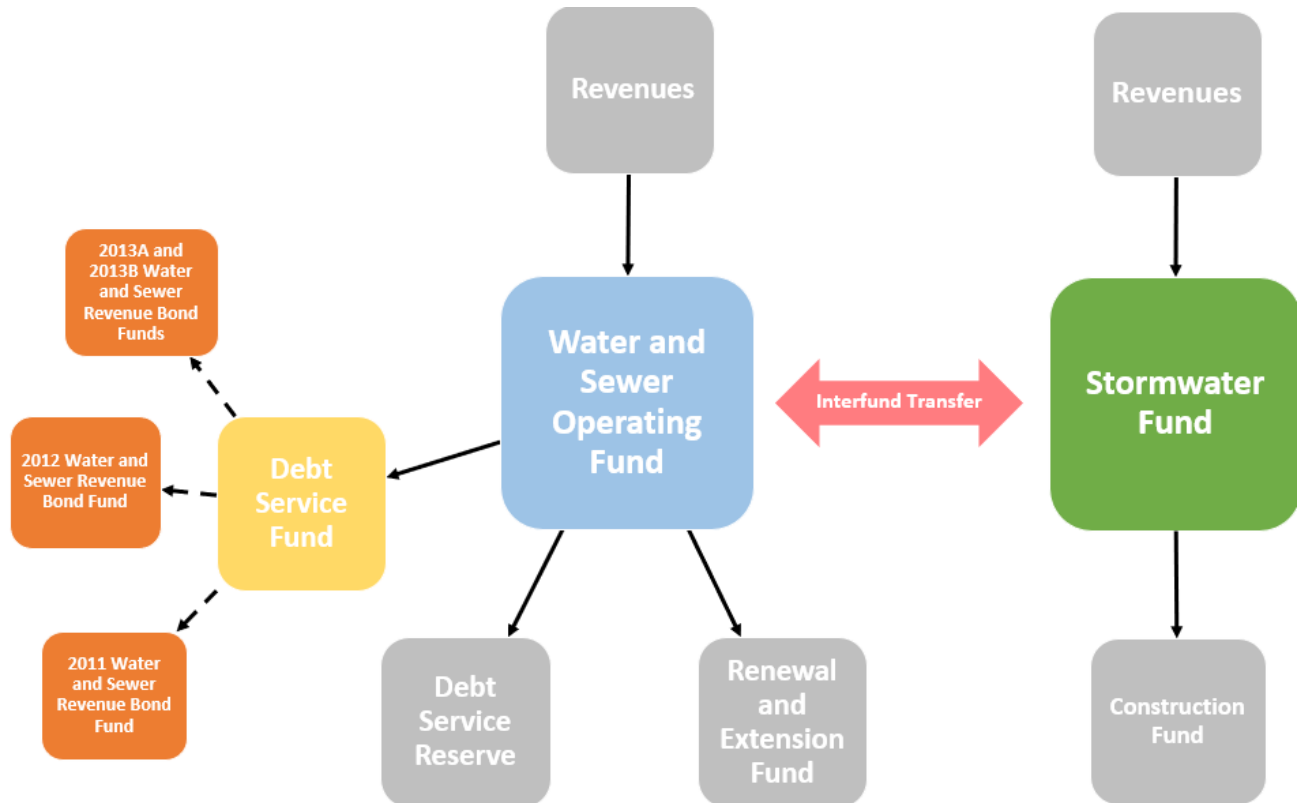 Revenues
Revenues
2013A and
2013B Water
and Sewer
Revenue Bond
Funds
Water and
Sewer
Operating
Fund
Interfund Transfer
Stormwater
Fund
2012 Water and
Sewer Revenue
Bond Fund
Debt
Service
Fund
2011 Water
and Sewer
Revenue Bond
Fund
Debt
Service
Reserve
Renewal
and
Extension
Fund
Construction
Fund